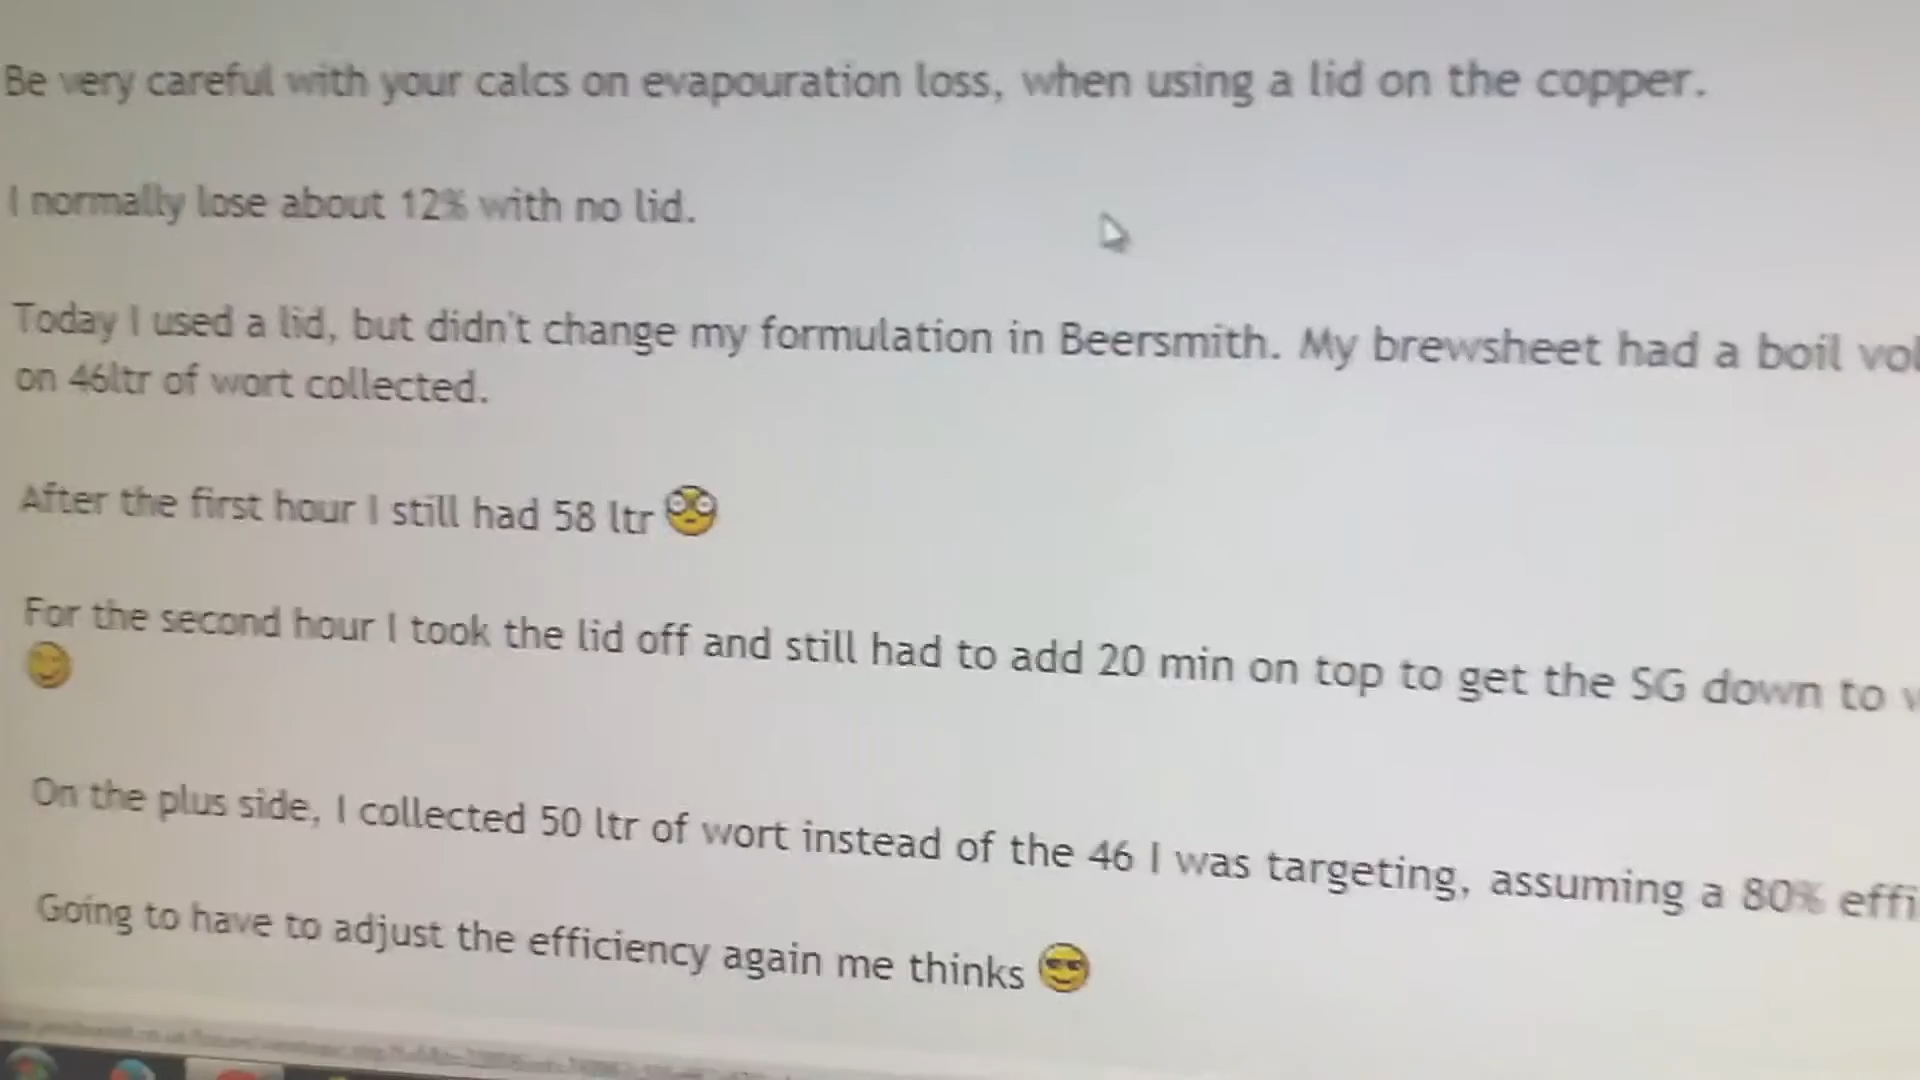 Be very careful with your calcs on evapouration loss, when using a lid on the copper.
I normally lose about 12% with no lid.
Today I used a lid, but didn't change my formulation in Beersmith. My brewsheet had a boil vol
on 46ltr of wort collected.
After the first hour I still had 58 ltr
For the second hour I took the lid off and still had to add 20 min on top to get the SG down to
On the plus side, I collected 50 ltr of wort instead of the 46 I was targeting, assuming a 80% effi
Going to have to adjust the efficiency again me thinks